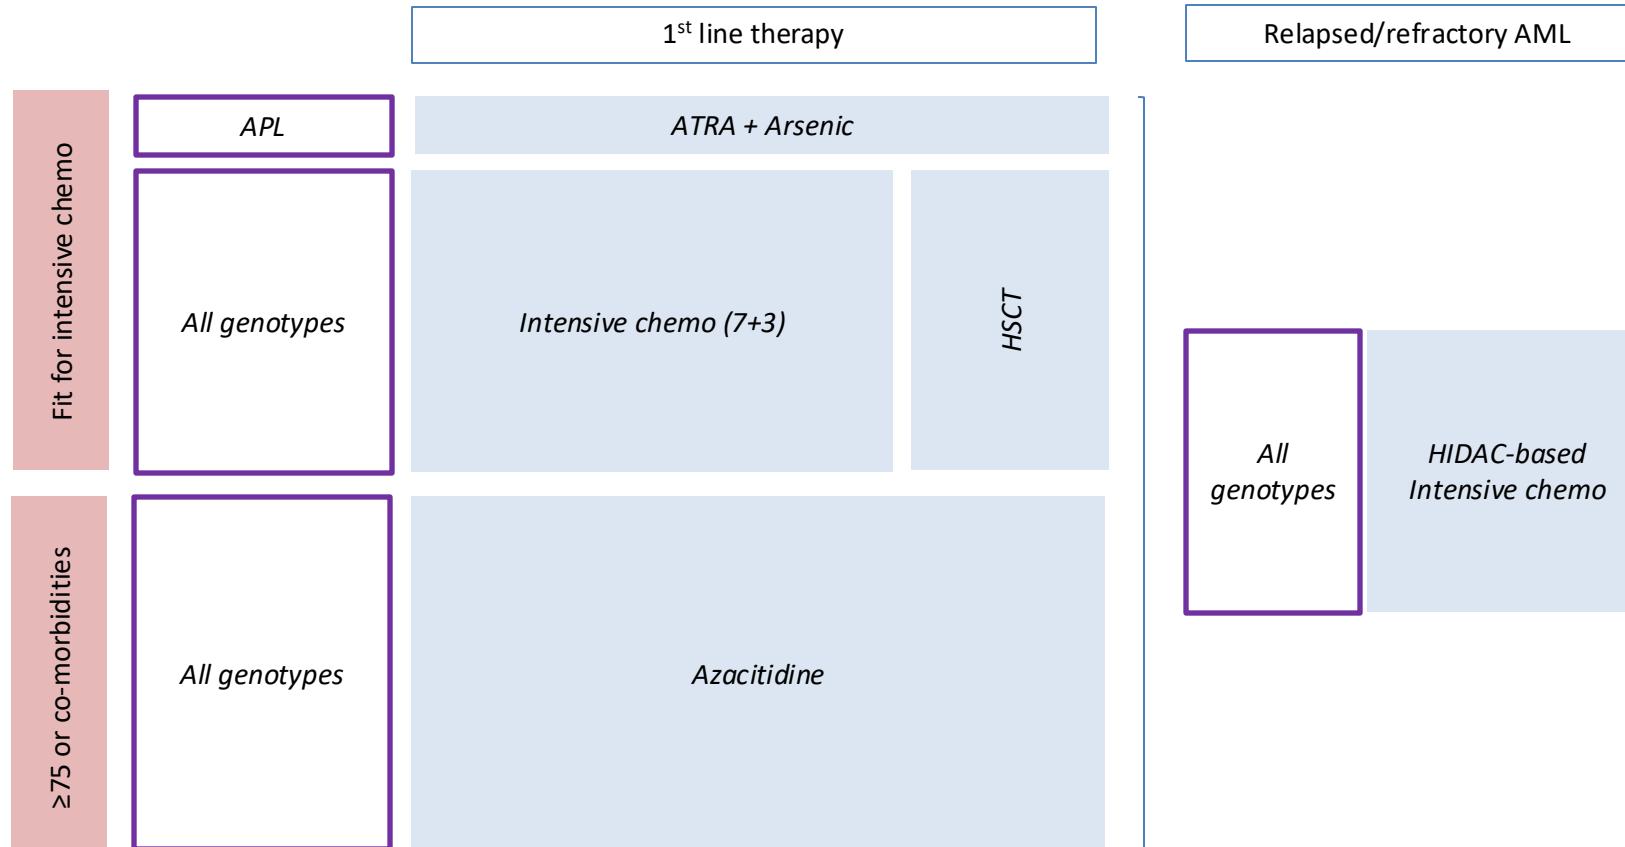 1st line therapy
Relapsed/refractory AML
Fit for intensive chemo
APL
ATRA + Arsenic
All genotypes
Intensive chemo (7+3)
HSCT
All
genotypes
HIDAC-based
Intensive chemo
≥75 or co-morbidities
All genotypes
Azacitidine